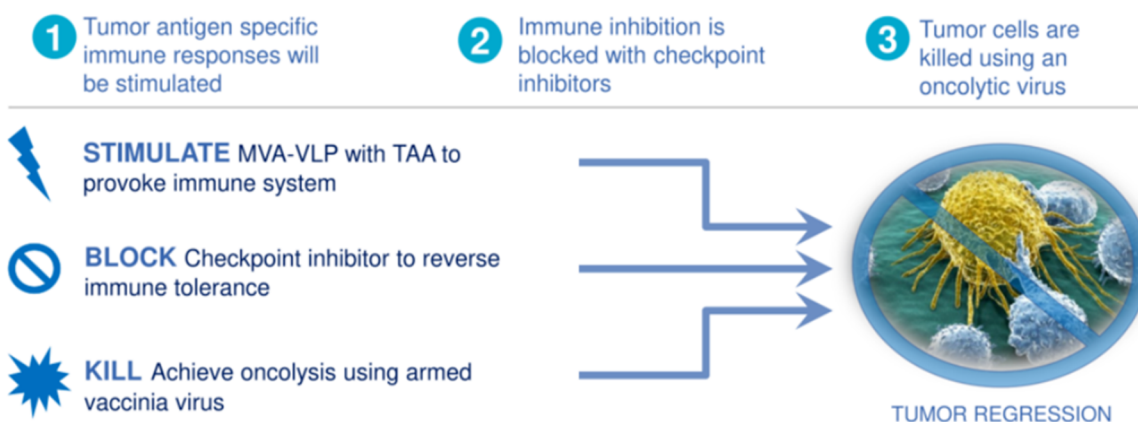 1 Tumor antigen specific
immune responses will
be stimulated
2 Immune inhibition is
blocked with checkpoint
inhibitors
3 Tumor cells are
killed using an
oncolytic virus
STIMULATE MVA-VLP with TAA to
provoke immune system
BLOCK Checkpoint inhibitor to reverse
immune tolerance
KILL Achieve oncolysis using armed
vaccinia virus
TUMOR REGRESSION